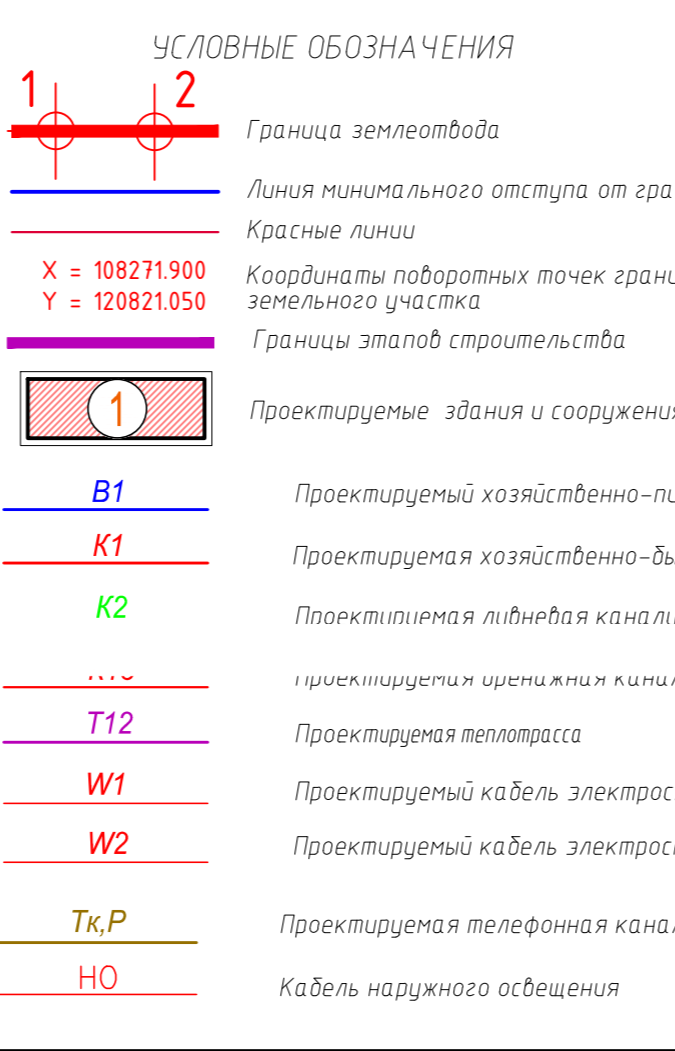 УСЛОВНЫЕ ОБОЗНАЧЕНИЯ
1 2
Граница землеотвода
Линия минимального отступа от гра
Красные линии
X = 108271.900
Y = 120821.050
Координаты поворотных точек грани
земельного участка
Границы этапов строительства
1
Проектируемые здания и сооружения
В1
Проектируемый хозяйственно-пи
К1
Проектируемая хозяйственно-бы
К2
Проектируемая ливневая канали
Проектируемая дренажная канал
Т12
Проектируемая теплотрасса
W1
Проектируемый кабель электрос
W2
Проектируемый кабель электрос
Тк,Р
Проектируемая телефонная канал
НО
Кабель наружного освещения